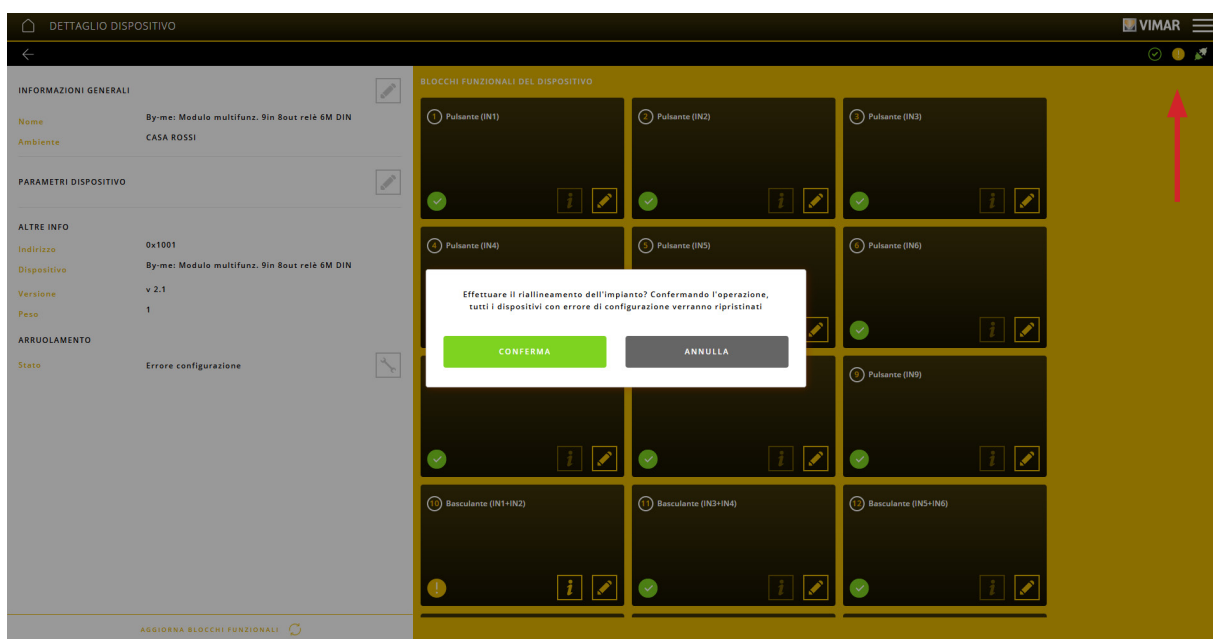 DETTAGLIO DISPOSITIVO
VIMAR
INFORMAZIONI GENERALI
Nome By-me: Modulo multifunz. 9in 8out relè 6M DIN
Ambiente CASA ROSSI
PARAMETRI DISPOSITIVO
ALTRE INFO
Indirizzo 0x1001
Dispositivo By-me: Modulo multifunz. 9in 8out relè 6M DIN
Versione v 2.1
Peso 1
ARRUOLAMENTO
Stato Errore configurazione
AGGIORNA BLOCCHI FUNZIONALI
BLOCCHI FUNZIONALI DEL DISPOSITIVO
1 Pulsante (IN1)
2 Pulsante (IN2)
3 Pulsante (IN3)
4 Pulsante (IN4)
5 Pulsante (IN5)
6 Pulsante (IN6)
Effettuare il riallineamento dell'impianto? Confermando l'operazione,
tutti i dispositivi con errore di configurazione verranno ripristinati
CONFERMA
ANNULLA
9 Pulsante (IN9)
10 Basculante (IN1+IN2)
11 Basculante (IN3+IN4)
12 Basculante (IN5+IN6)